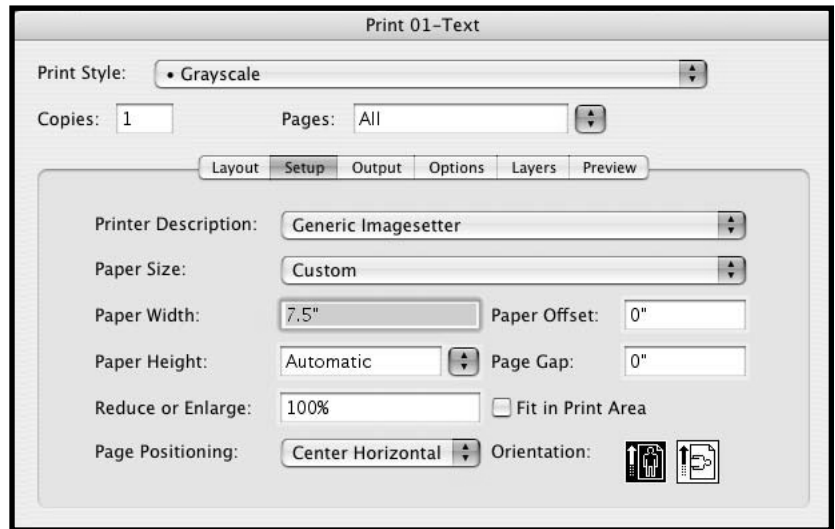 Print 01-Text
Print Style: • Grayscale
Copies: 1 Pages: All
Layout Setup Output Options Layers Preview
Printer Description: Generic Imagesetter
Paper Size: Custom
Paper Width: 7.5" Paper Offset: 0"
Paper Height: Automatic Page Gap: 0"
Reduce or Enlarge: 100% Fit in Print Area
Page Positioning: Center Horizontal Orientation: